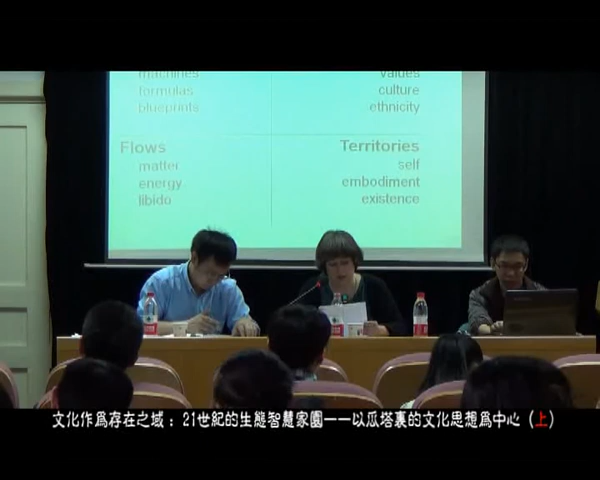 machines
formulas
blueprints
values
culture
ethnicity
Flows
matter
energy
libido
Territories
self
embodiment
existence
文化作爲存在之域：21世紀的生態智慧家園——以瓜塔裏的文化思想爲中心（上）